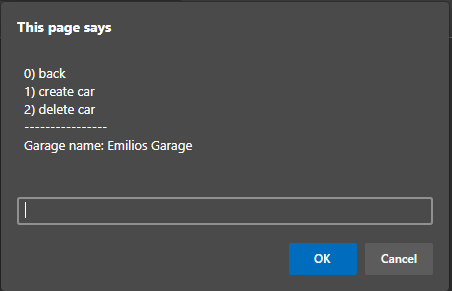 This page says
0) back
1) create car
2) delete car
----------------
Garage name: Emilios Garage
OK
Cancel